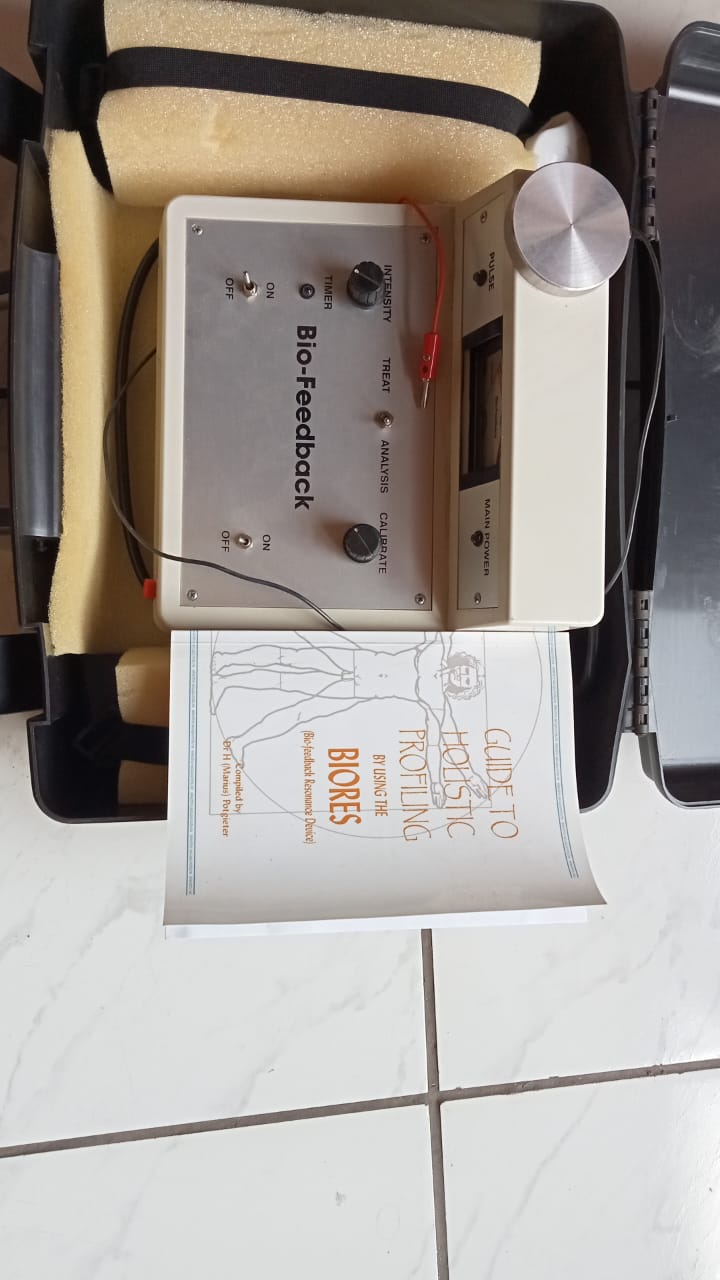 PULSE
MAIN POWER
INTENSITY
TREAT
ANALYSIS
CALIBRATE
TIMER
Bio-Feedback
ON
OFF
ON
OFF
GUIDE TO
HOLISTIC
PROFILING
BY USING THE
BIORES
(Bio-feedback Resonance Device)
Compiled by
Dr. H (Marius) Potgieter